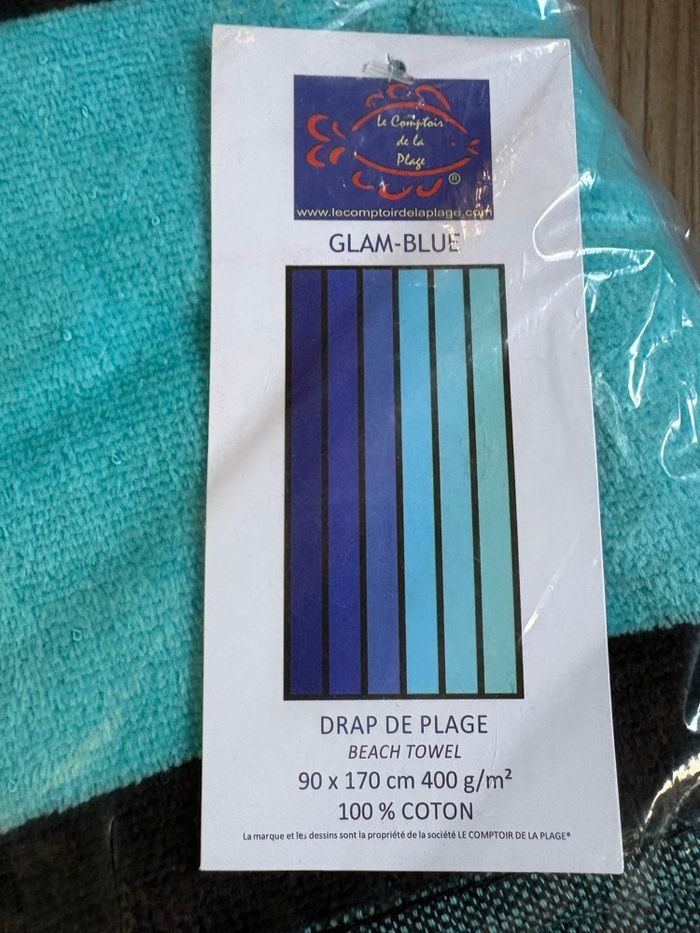 Le Comptoir
de la
Plage
®
www.lecomptoirdelaplage.com
GLAM-BLUE
DRAP DE PLAGE
BEACH TOWEL
90 x 170 cm 400 g/m²
100 % COTON
La marque et les dessins sont la propriété de la société LE COMPTOIR DE LA PLAGE®